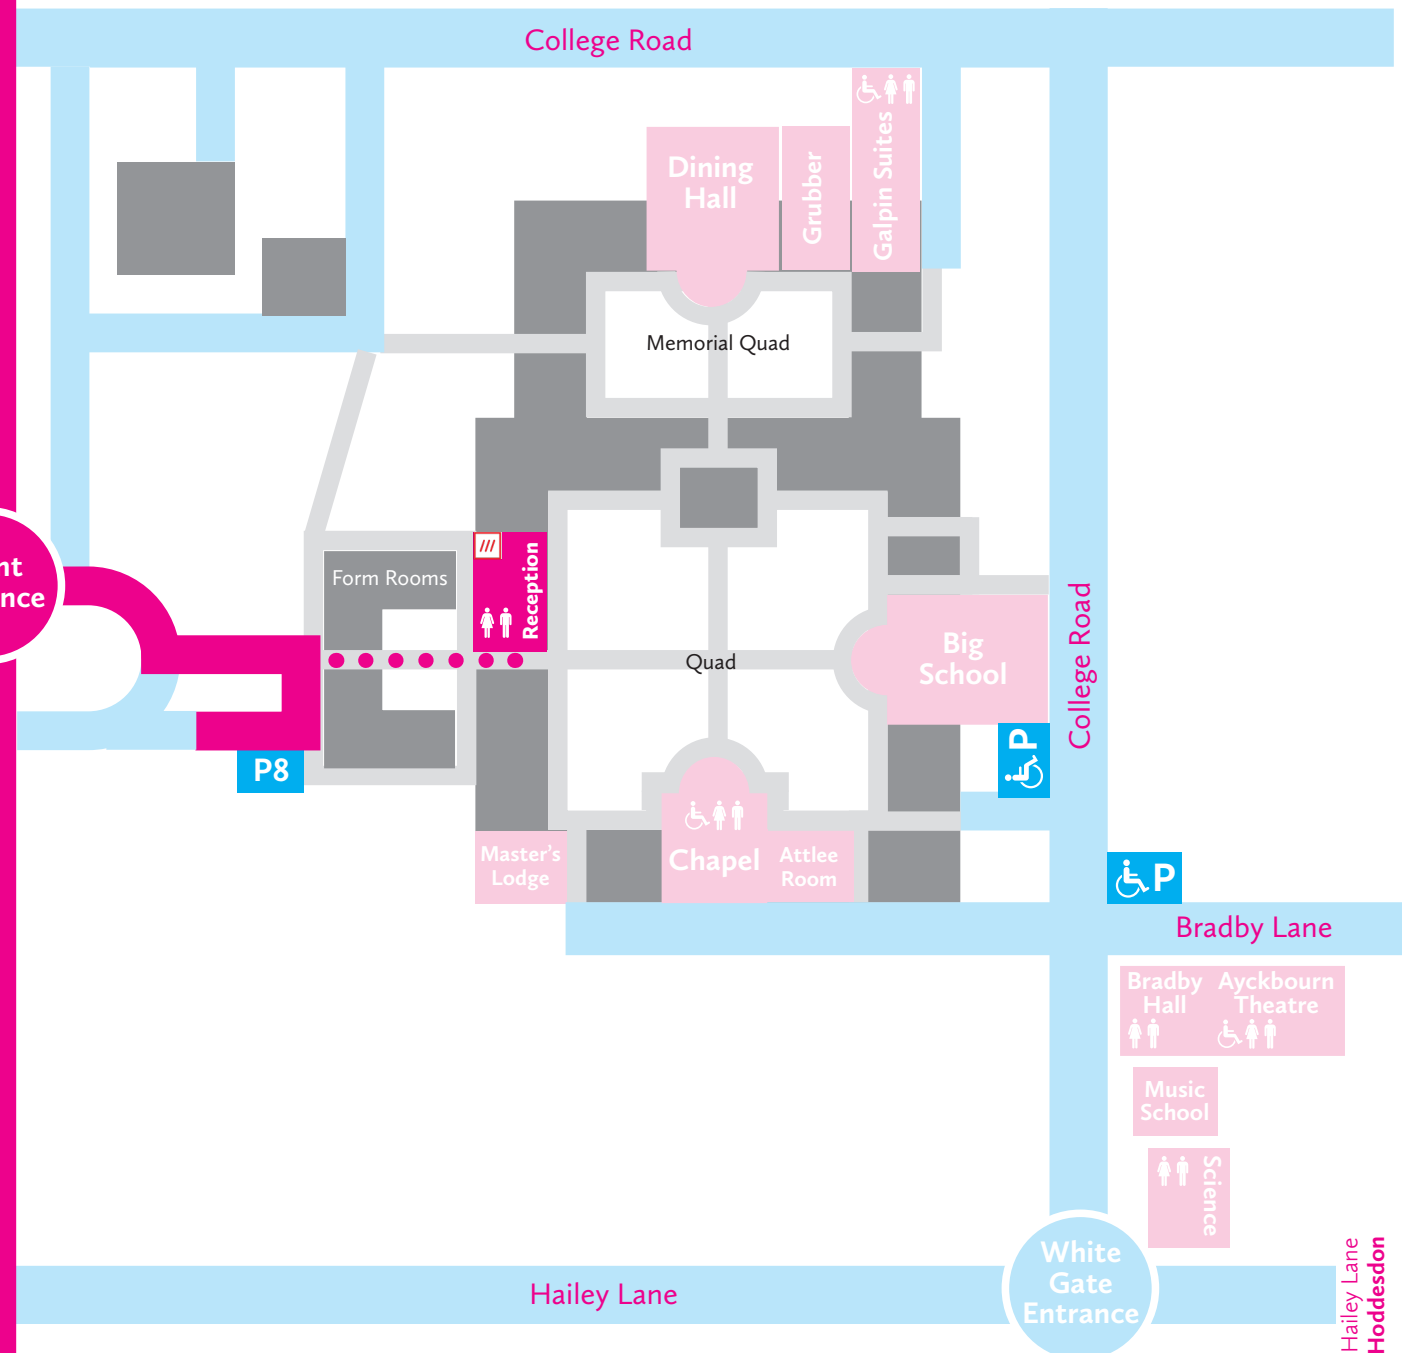 College Road
Dining
Hall
Grubber
Galpin Suites
Memorial Quad
Form Rooms
Reception
Quad
Big
School
College Road
P
P8
Master's
Lodge
Chapel
Attlee
Room
P
Bradby Lane
Bradby
Hall
Ayckbourn
Theatre
Music
School
Science
White
Gate
Entrance
Hailey Lane
Hailey Lane
Hoddesdon